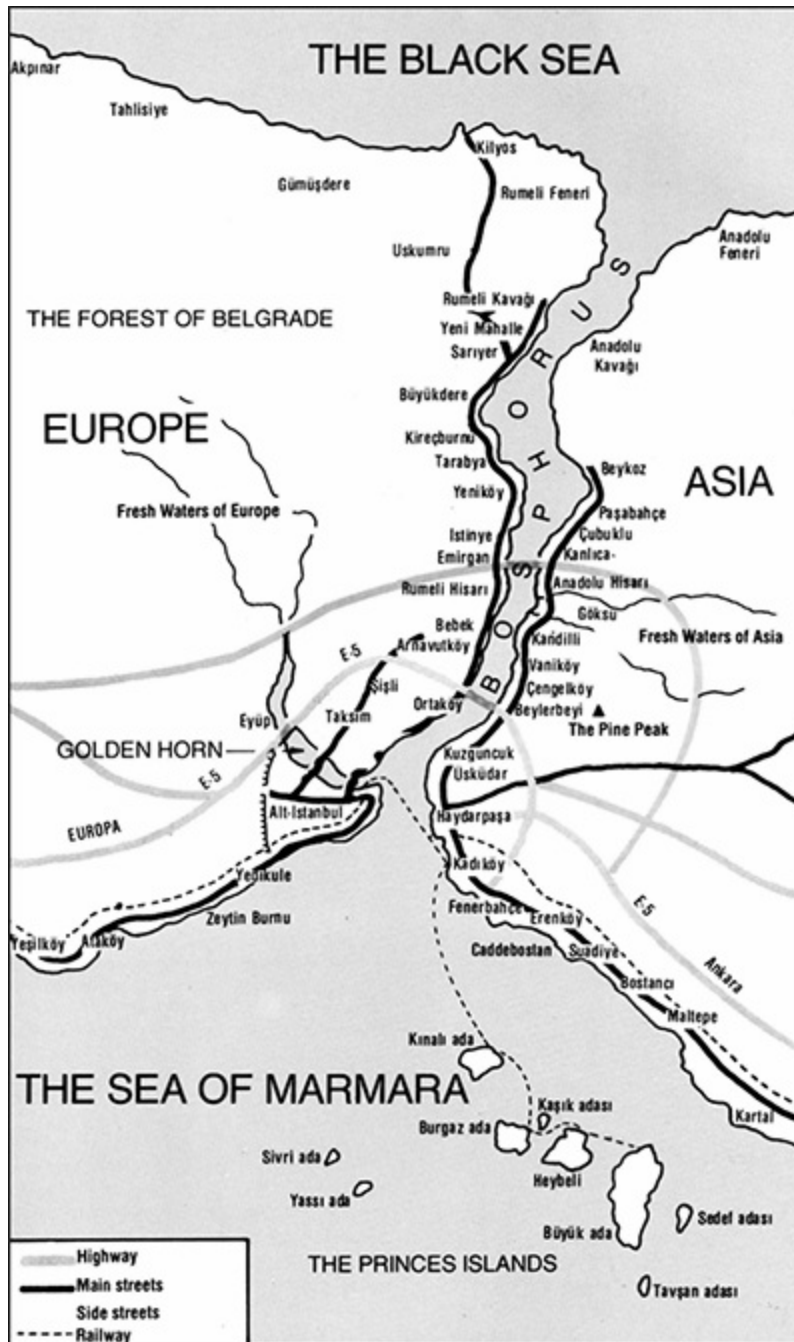 THE BLACK SEA
Akpınar
Tahlisiye
Kilyos
Gümüşdere
Rumeli Feneri
Uskumru
Anadolu
Feneri
Rumeli Kavağı
THE FOREST OF BELGRADE
Yeni Mahalle
Sarıyer
Anadolu
Kavağı
BOSPHORUS
Büyükdere
EUROPE
Kireçburnu
Tarabya
Beykoz
ASIA
Yeniköy
Fresh Waters of Europe
Paşabahçe
İstinye
Çubuklu
Emirgan
Kanlıca-
Rumeli Hisarı
Anadolu Hisarı
Göksu
Bebek
Arnavutköy
Kandilli
Fresh Waters of Asia
E-5
Vaniköy
Şişli
Çengelköy
Ortaköy
Beylerbeyi
Eyüp
Taksim
The Pine Peak
GOLDEN HORN
Kuzguncuk
Üsküdar
E-5
Alt-Istanbul
Haydarpaşa
EUROPA
Kadıköy
Yedikule
Fenerbahçe
E-5
Zeytin Burnu
Erenköy
Yeşilköy
Ataköy
Caddebostan
Suadiye
Ankara
Bostancı
Maltepe
Kınalı ada
THE SEA OF MARMARA
Kaşık adası
Kartal
Burgaz ada
Sivri ada
Heybeli
Yassı ada
Büyük ada
Sedef adası
THE PRINCES ISLANDS
Tavşan adası
Highway
Main streets
Side streets
Railway